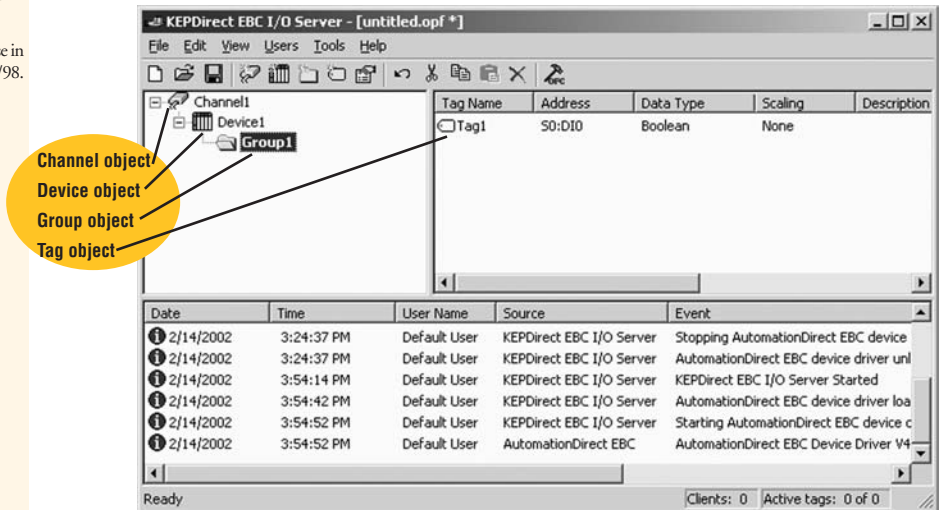 KEPDirect EBC I/O Server - [untitled.opf *]
File Edit View Users Tools Help
e in
/98.
Channel1
Device1
Group1
Tag Name Address Data Type Scaling Description
Tag1 S0:DI0 Boolean None
Channel object
Device object
Group object
Tag object
Date Time User Name Source Event
2/14/2002 3:24:37 PM Default User KEPDirect EBC I/O Server Stopping AutomationDirect EBC device
2/14/2002 3:24:37 PM Default User KEPDirect EBC I/O Server AutomationDirect EBC device driver unl
2/14/2002 3:54:14 PM Default User KEPDirect EBC I/O Server KEPDirect EBC I/O Server Started
2/14/2002 3:54:42 PM Default User KEPDirect EBC I/O Server AutomationDirect EBC device driver loa
2/14/2002 3:54:52 PM Default User KEPDirect EBC I/O Server Starting AutomationDirect EBC device d
2/14/2002 3:54:52 PM Default User AutomationDirect EBC AutomationDirect EBC Device Driver V4
Ready Clients: 0 Active tags: 0 of 0